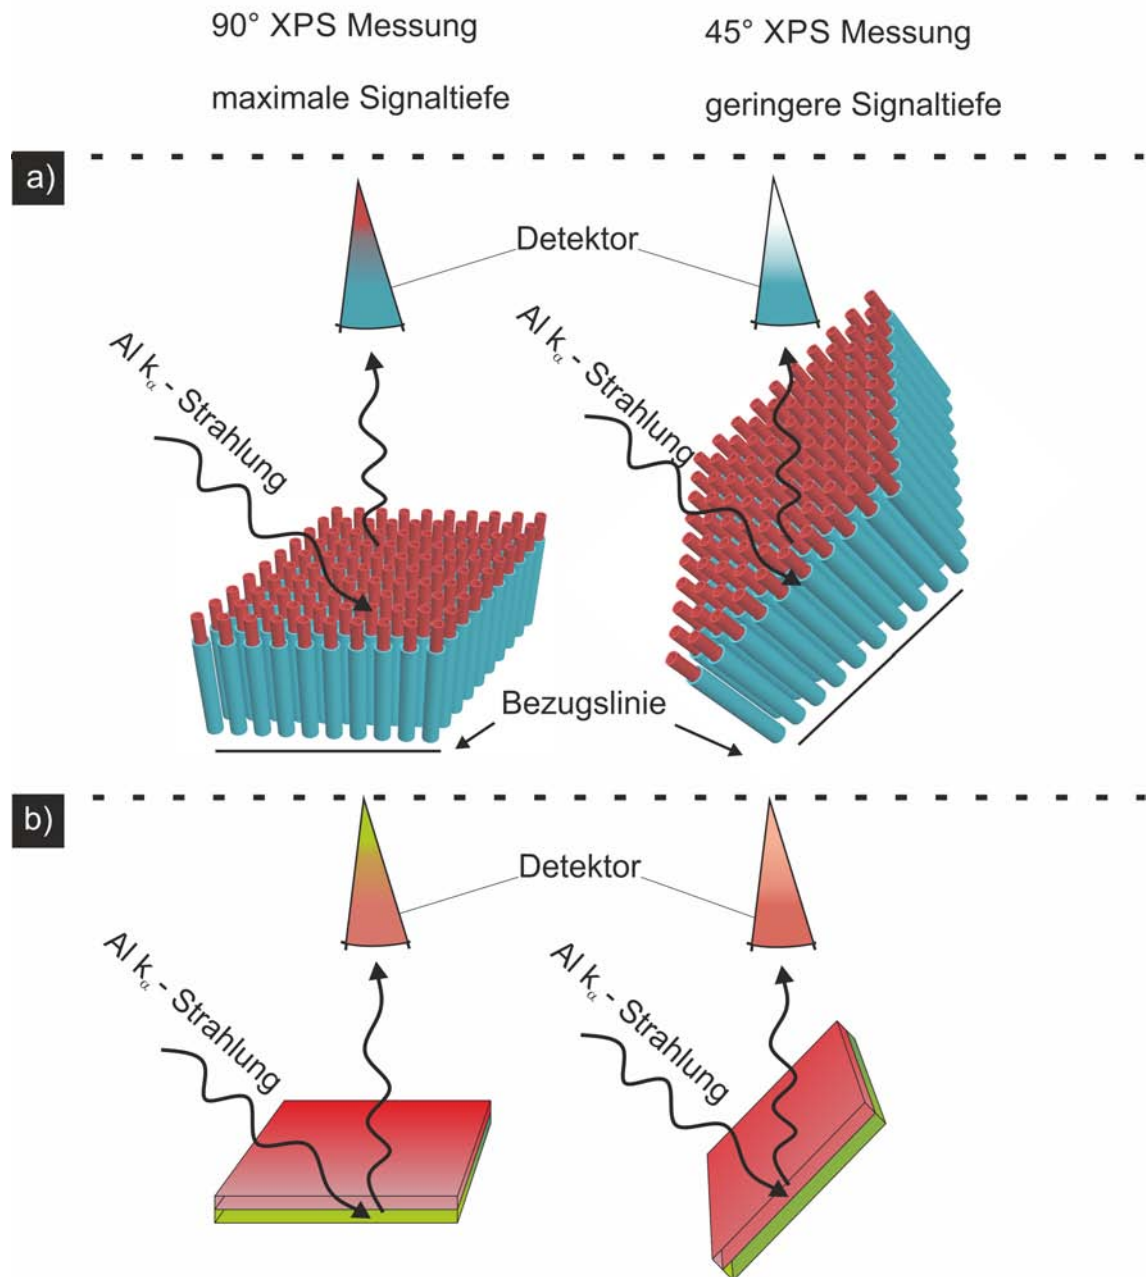 90° XPS Messung
45° XPS Messung
maximale Signaltiefe
geringere Signaltiefe
a)
Detektor
Al kα - Strahlung
Al kα - Strahlung
Bezugslinie
b)
Detektor
Al kα - Strahlung
Al kα - Strahlung